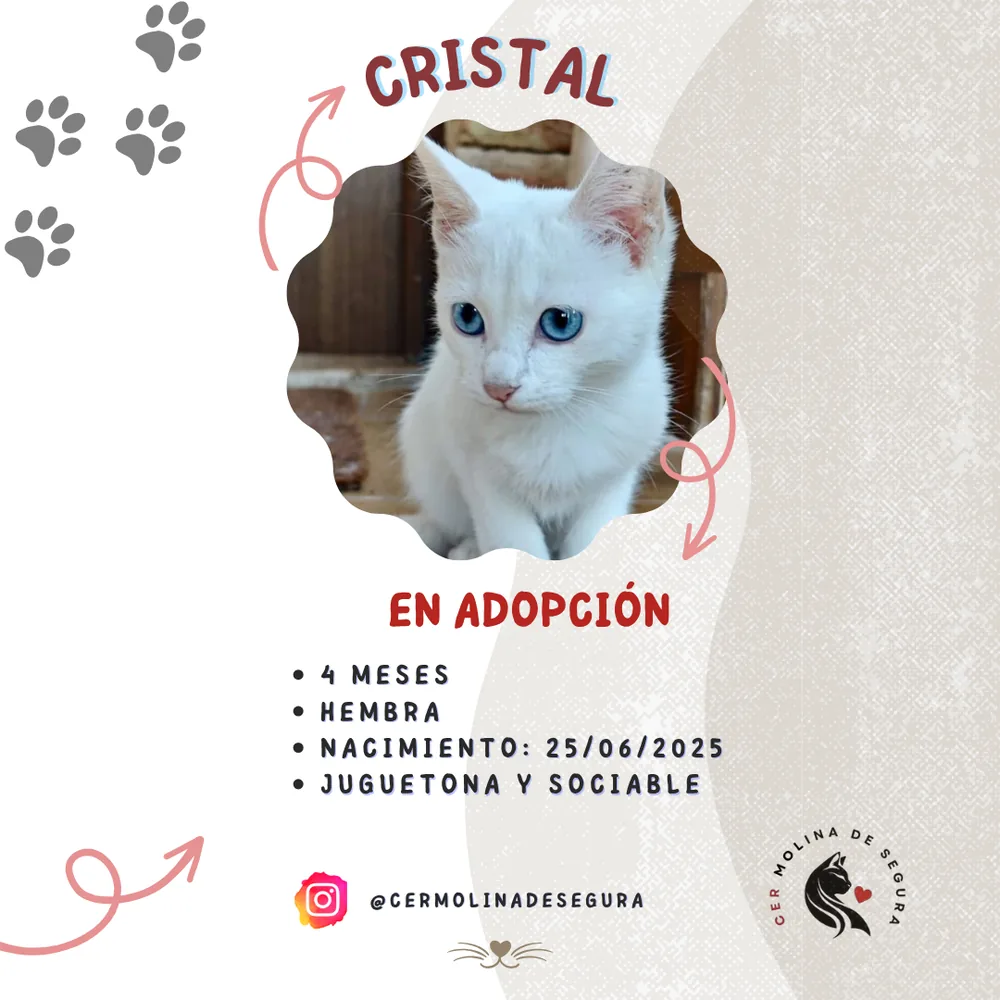 CRISTAL
EN ADOPCIÓN
• 4 MESES
• HEMBRA
• NACIMIENTO: 25/06/2025
• JUGUETONA Y SOCIABLE
CER MOLINA DE SEGURA
@CERMOLINADESEGURA